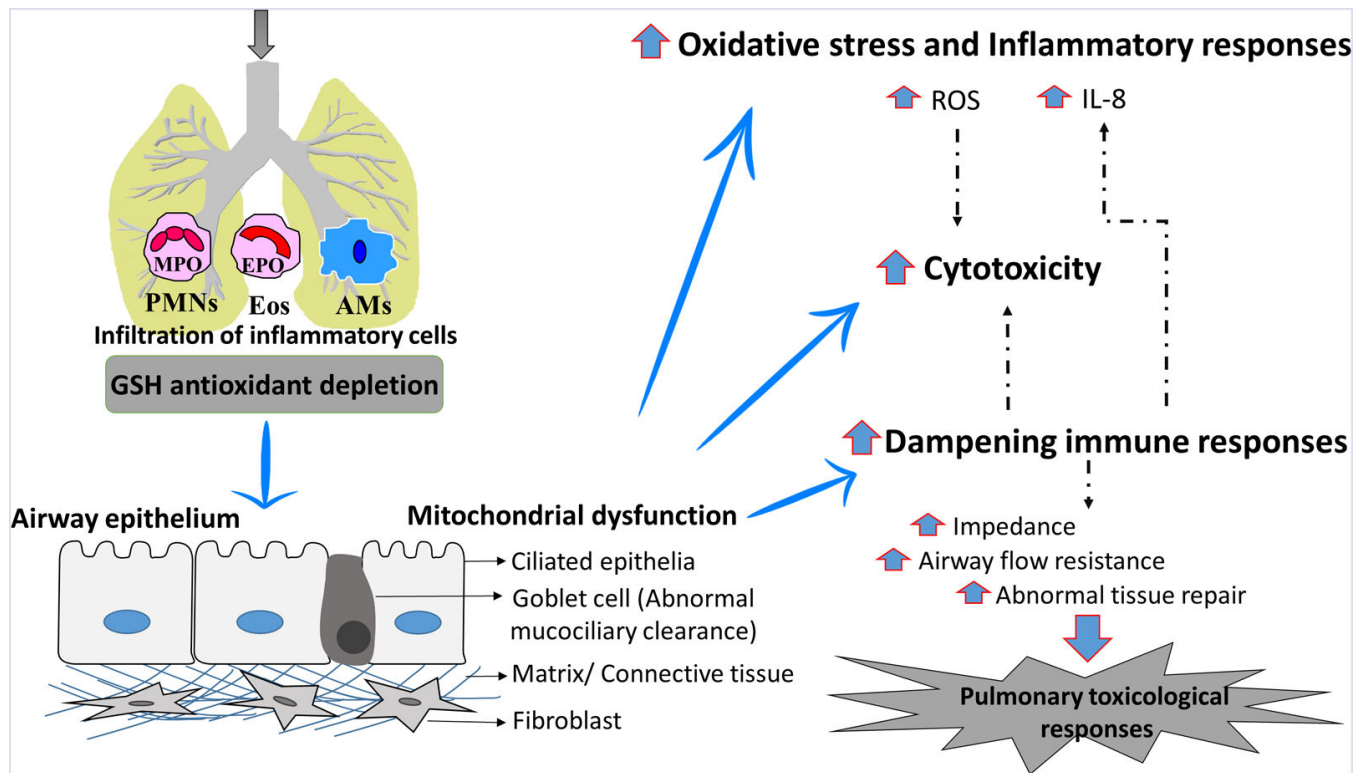 MPO
EPO
PMNs
Eos
AMs
Infiltration of inflammatory cells
GSH antioxidant depletion
Airway epithelium
Mitochondrial dysfunction
Ciliated epithelia
Goblet cell (Abnormal
mucociliary clearance)
Matrix/ Connective tissue
Fibroblast
Oxidative stress and Inflammatory responses
ROS
IL-8
Cytotoxicity
Dampening immune responses
Impedance
Airway flow resistance
Abnormal tissue repair
Pulmonary toxicological
responses